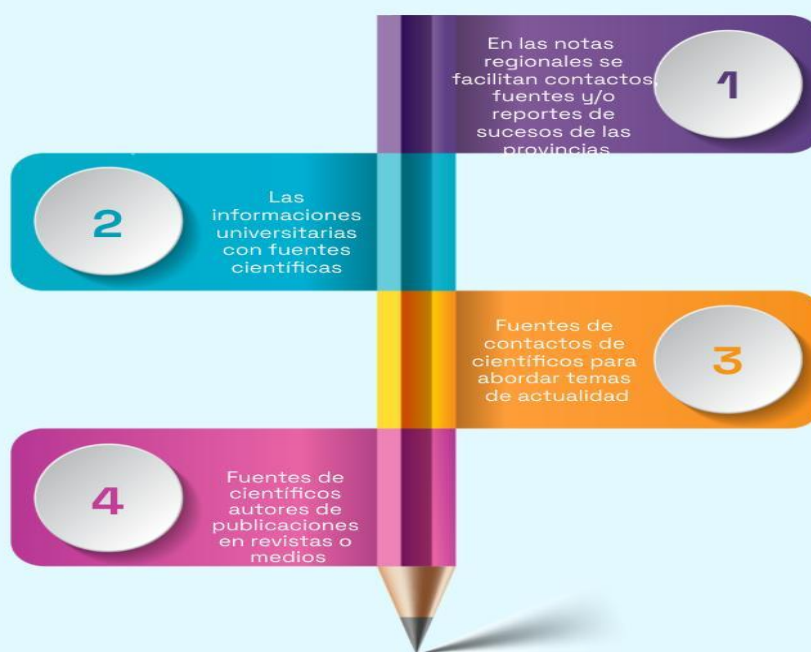 En las notas
regionales se
facilitan contactos,
fuentes y/o
reportes de
sucesos de las
provincias
1
2
Las
informaciones
universitarias
con fuentes
científicas
Fuentes de
contactos de
científicos para
abordar temas
de actualidad
3
4
Fuentes de
científicos
autores de
publicaciones
en revistas o
medios